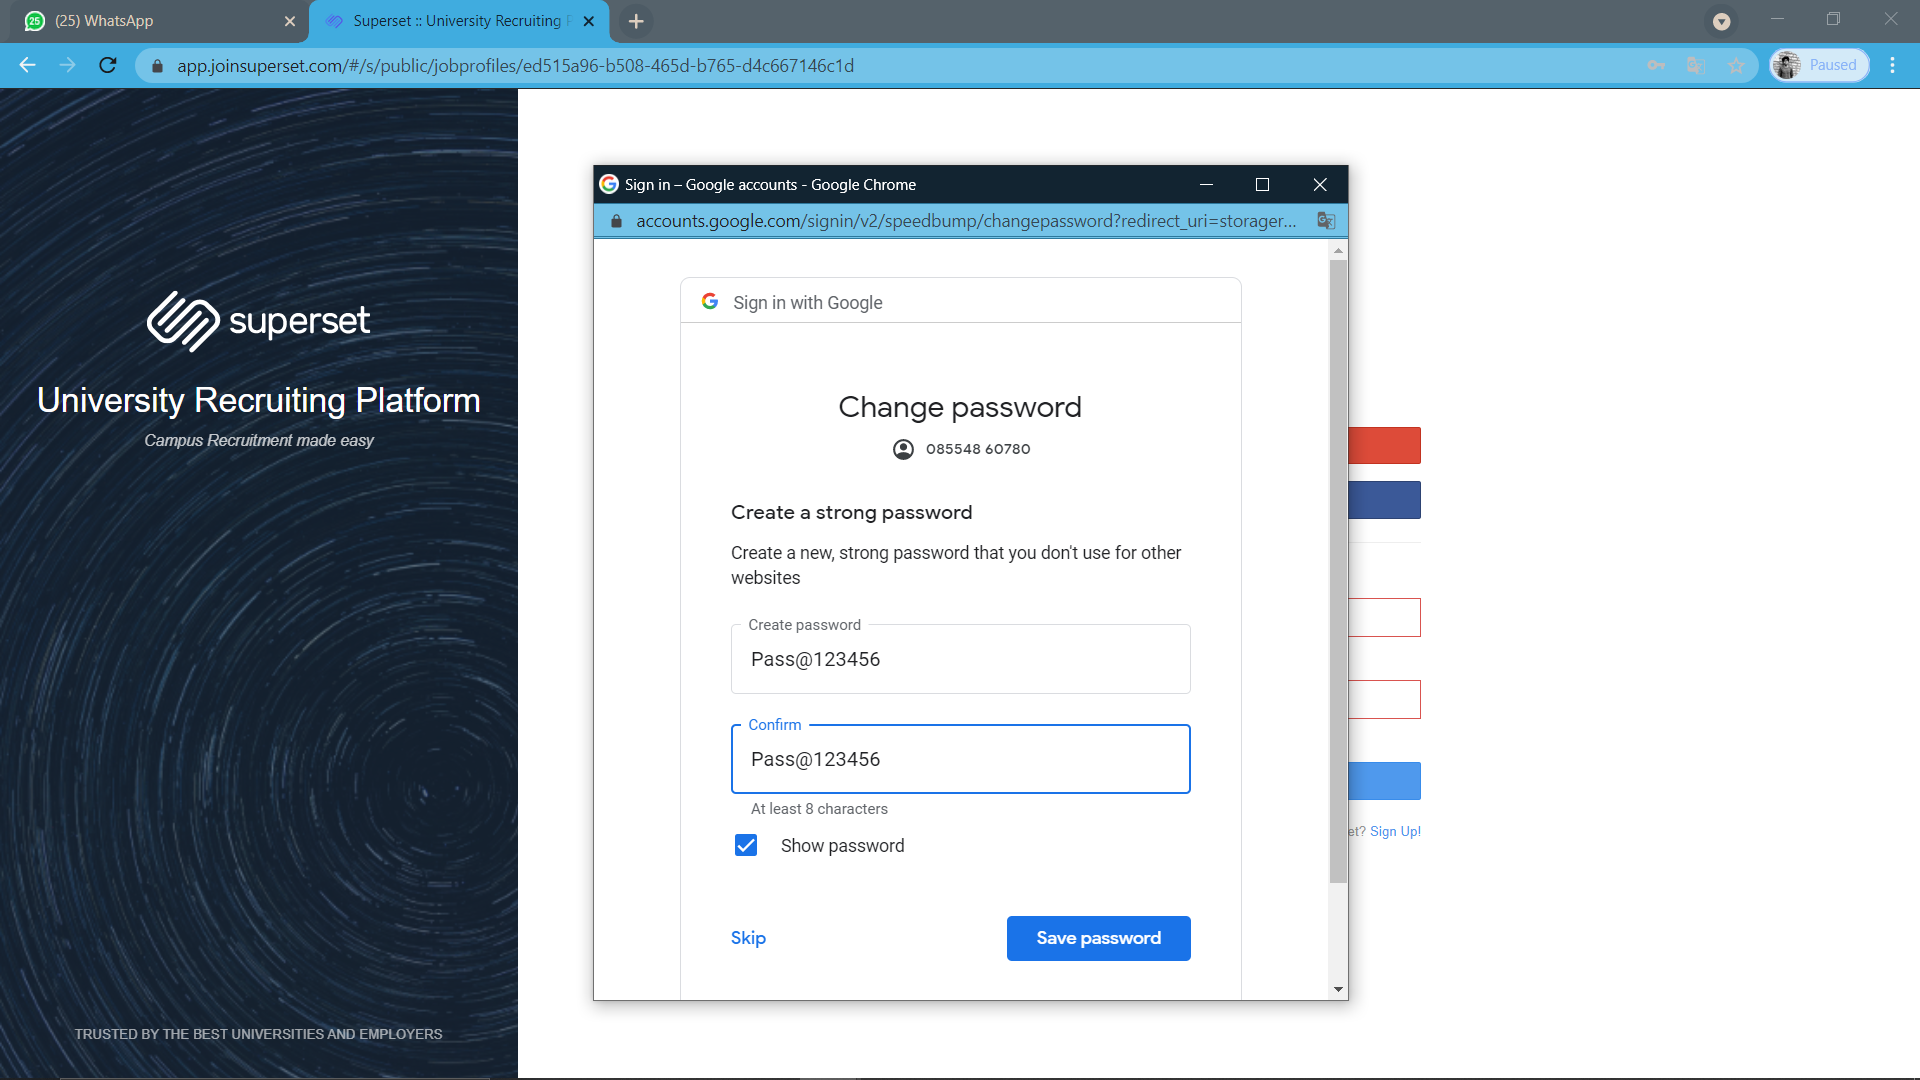 (25) WhatsApp
Superset :: University Recruiting
app.joinsuperset.com/#/s/public/jobprofiles/ed515a96-b508-465d-b765-d4c667146c1d
Paused
superset
University Recruiting Platform
Campus Recruitment made easy
TRUSTED BY THE BEST UNIVERSITIES AND EMPLOYERS
Sign in – Google accounts - Google Chrome
accounts.google.com/signin/v2/speedbump/changepassword?redirect_uri=storager...
Sign in with Google
Change password
085548 60780
Create a strong password
Create a new, strong password that you don't use for other
websites
Create password
Pass@123456
Confirm
Pass@123456
At least 8 characters
Show password
Skip
Save password
et? Sign Up!